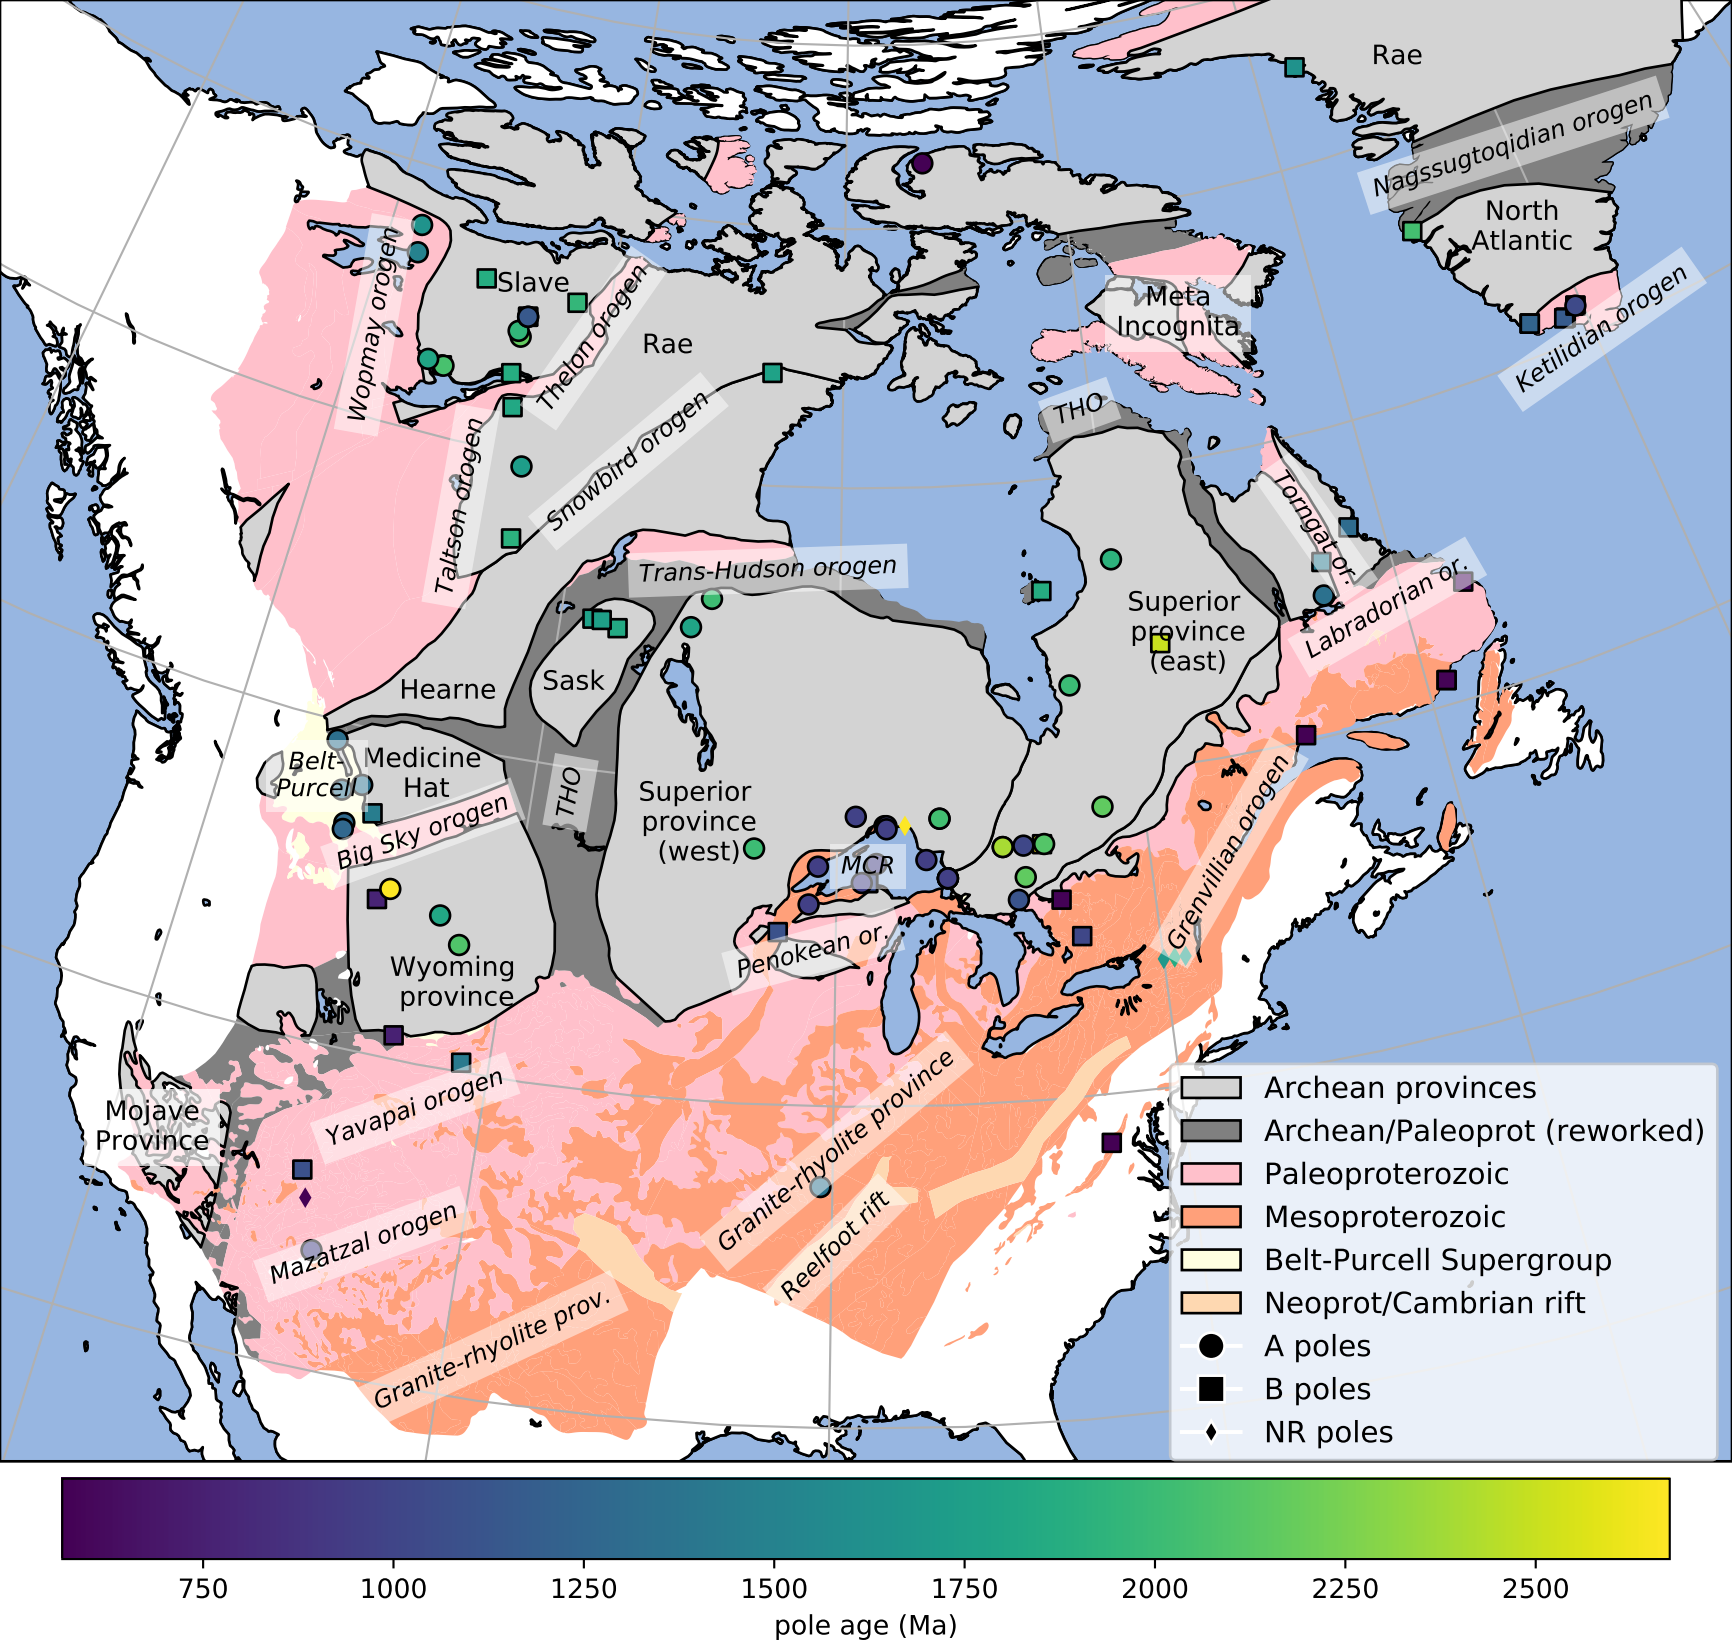 Rae
Nagssugtoqidian orogen
North
Atlantic
Ketilidian orogen
Wopmay orogen
Slave
Thelon orogen
Rae
Meta
Incognita
THO
Taltson orogen
Snowbird orogen
Torngat or.
Trans-Hudson orogen
Labradorian or.
Superior
province
(east)
Hearne
Sask
Belt-
Purcell
Medicine
Hat
Big Sky orogen
THO
Superior
province
(west)
MCR
Grenvillian orogen
Penokean or.
Wyoming
province
Mojave
Province
Yavapai orogen
Granite-rhyolite province
Reelfoot rift
Mazatzal orogen
Granite-rhyolite prov.
Archean provinces
Archean/Paleoprot (reworked)
Paleoproterozoic
Mesoproterozoic
Belt-Purcell Supergroup
Neoprot/Cambrian rift
A poles
B poles
NR poles
750 1000 1250 1500 1750 2000 2250 2500
pole age (Ma)